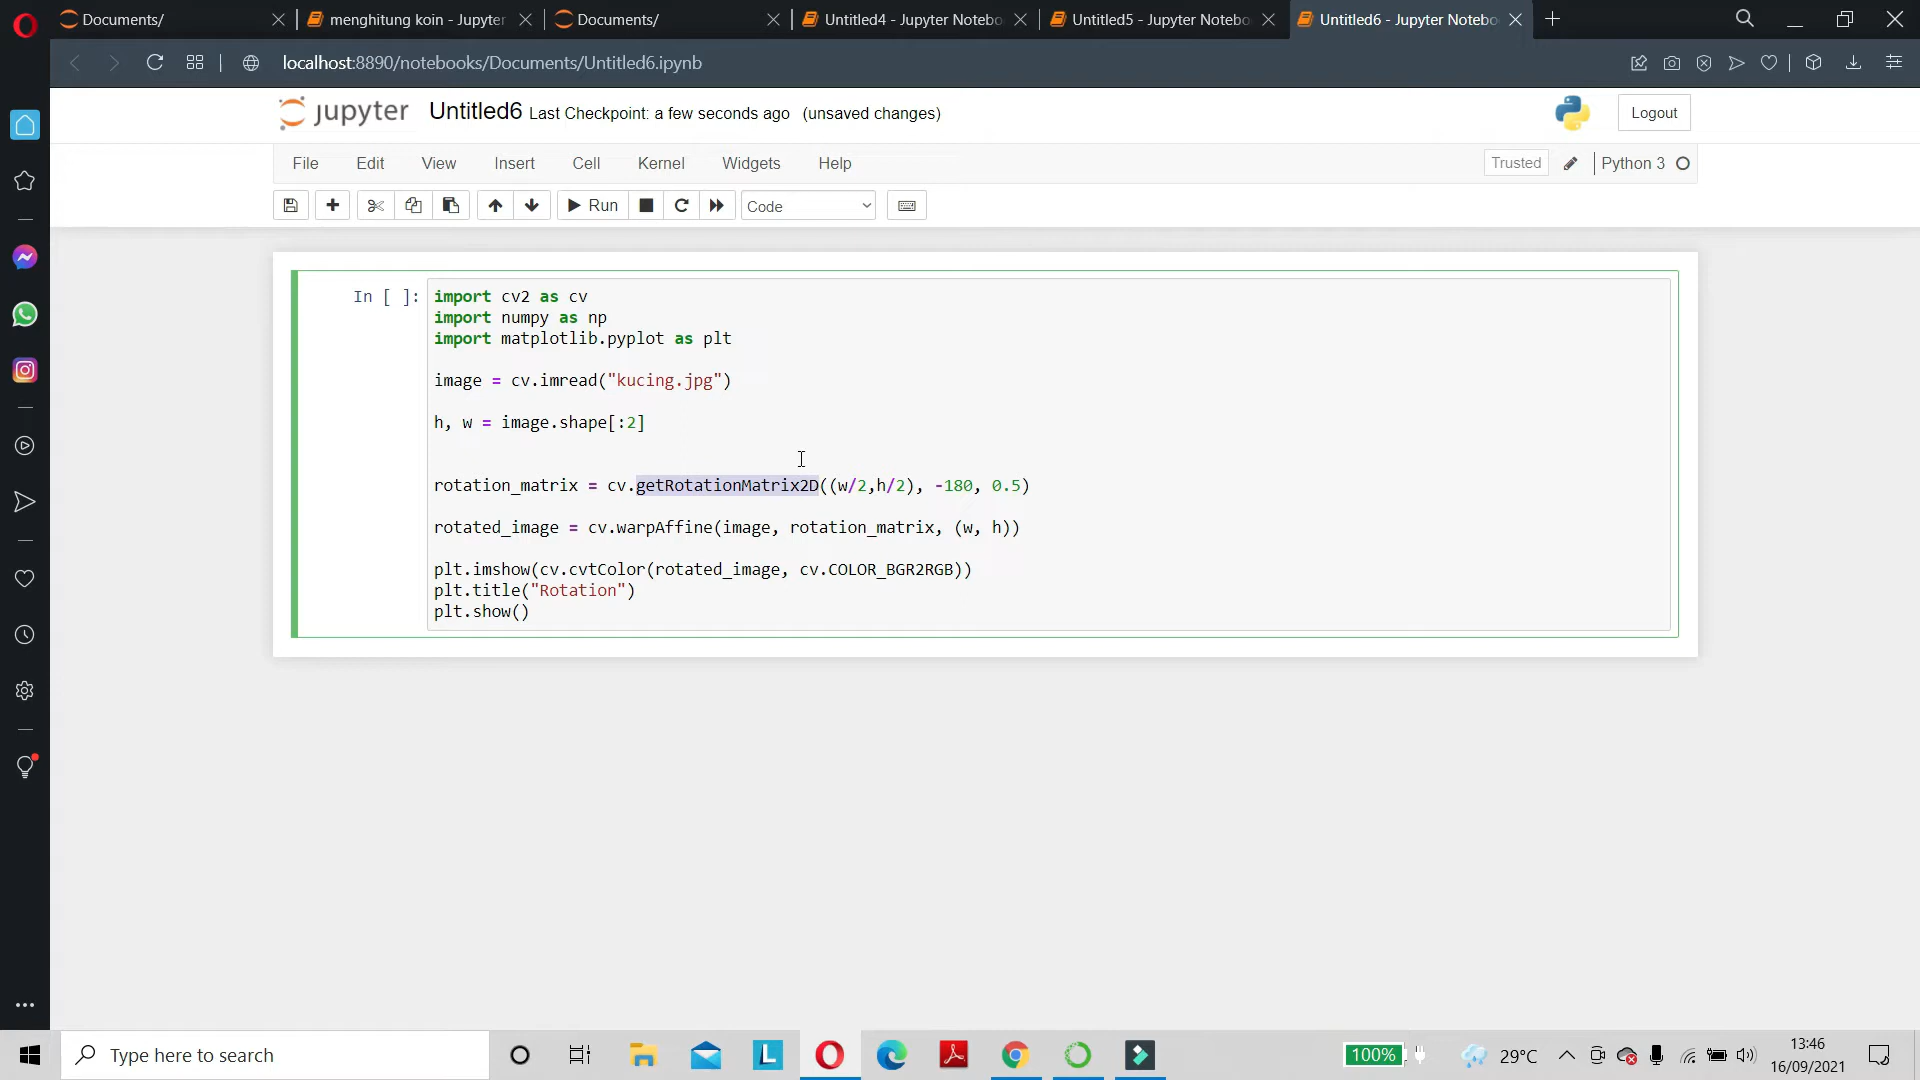 Documents/
menghitung koin - Jupyter
Documents/
Untitled4 - Jupyter Notebo
Untitled5 - Jupyter Notebo
Untitled6 - Jupyter Notebo
localhost:8890/notebooks/Documents/Untitled6.ipynb
jupyter Untitled6 Last Checkpoint: a few seconds ago (unsaved changes)
Logout
File Edit View Insert Cell Kernel Widgets Help
Trusted
Python 3
Run
Code
In [ ]:
import cv2 as cv
import numpy as np
import matplotlib.pyplot as plt
image = cv.imread("kucing.jpg")
h, w = image.shape[:2]
rotation_matrix = cv.getRotationMatrix2D((w/2,h/2), -180, 0.5)
rotated_image = cv.warpAffine(image, rotation_matrix, (w, h))
plt.imshow(cv.cvtColor(rotated_image, cv.COLOR_BGR2RGB))
plt.title("Rotation")
plt.show()
Type here to search
L
100%
29°C
13:46
16/09/2021